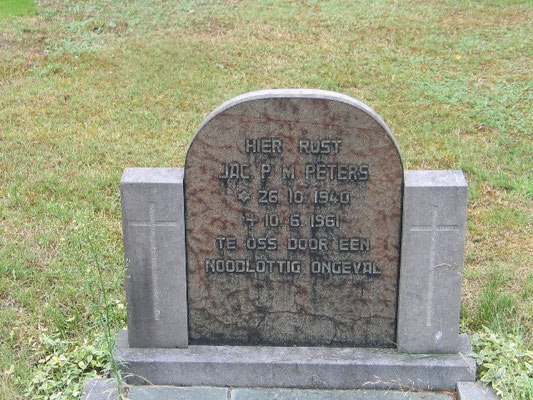 HIER RUST
JAC P M PETERS
* 26 10 1940
† 10 6 1961
TE OSS DOOR EEN
NOODLOTTIG ONGEVAL